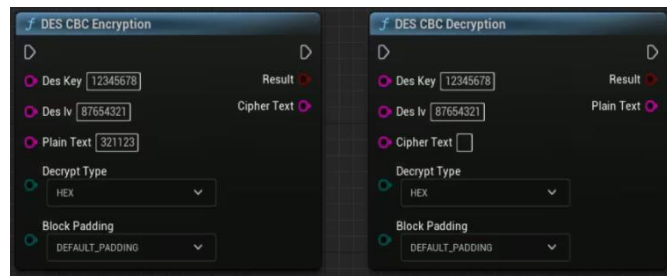 f DES CBC Encryption
Des Key 12345678 Result
Des Iv 87654321 Cipher Text
Plain Text 321123
Decrypt Type
HEX
Block Padding
DEFAULT_PADDING
f DES CBC Decryption
Des Key 12345678 Result
Des Iv 87654321 Plain Text
Cipher Text
Decrypt Type
HEX
Block Padding
DEFAULT_PADDING